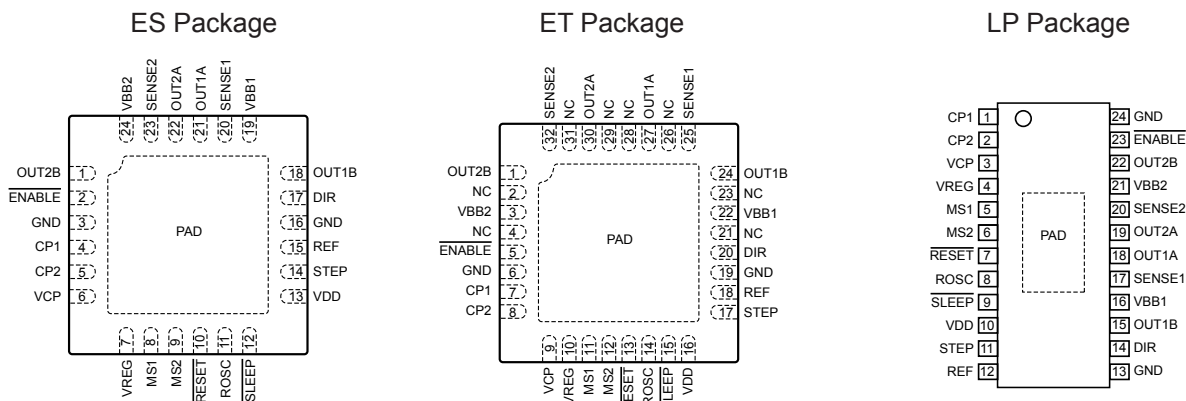 ES Package
24 VBB2
23 SENSE2
22 OUT2A
21 OUT1A
20 SENSE1
19 VBB1
OUT2B 1
ENABLE 2
GND 3
CP1 4
CP2 5
VCP 6
PAD
18 OUT1B
17 DIR
16 GND
15 REF
14 STEP
13 VDD
VREG 7
MS1 8
MS2 9
RESET 10
ROSC 11
SLEEP 12
ET Package
32 SENSE2
31 NC
30 OUT2A
29 NC
28 NC
27 OUT1A
26 NC
25 SENSE1
OUT2B 1
NC 2
VBB2 3
NC 4
ENABLE 5
GND 6
CP1 7
CP2 8
PAD
24 OUT1B
23 NC
22 VBB1
21 NC
20 DIR
19 GND
18 REF
17 STEP
VCP 9
VREG 10
MS1 11
MS2 12
ESET 13
ROSC 14
LEEP 15
VDD 16
LP Package
CP1 1
CP2 2
VCP 3
VREG 4
MS1 5
MS2 6
RESET 7
ROSC 8
SLEEP 9
VDD 10
STEP 11
REF 12
PAD
24 GND
23 ENABLE
22 OUT2B
21 VBB2
20 SENSE2
19 OUT2A
18 OUT1A
17 SENSE1
16 VBB1
15 OUT1B
14 DIR
13 GND